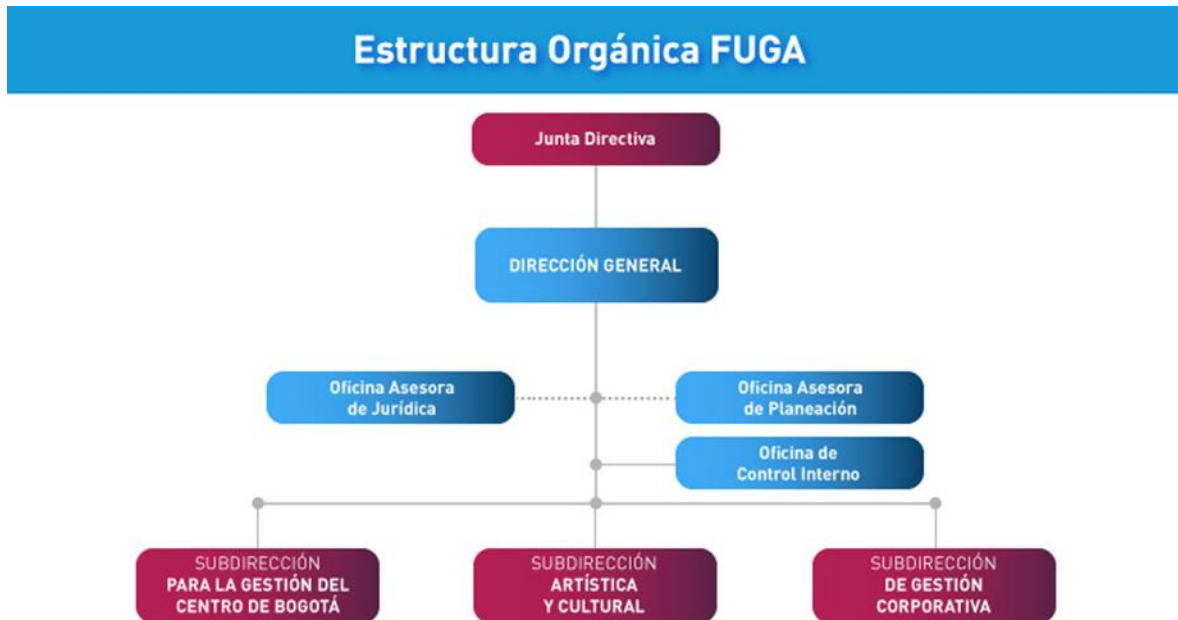 Estructura Orgánica FUGA
Junta Directiva
DIRECCIÓN GENERAL
Oficina Asesora
de Jurídica
Oficina Asesora
de Planeación
Oficina de
Control Interno
SUBDIRECCIÓN
PARA LA GESTIÓN DEL
CENTRO DE BOGOTÁ
SUBDIRECCIÓN
ARTÍSTICA
Y CULTURAL
SUBDIRECCIÓN
DE GESTIÓN
CORPORATIVA